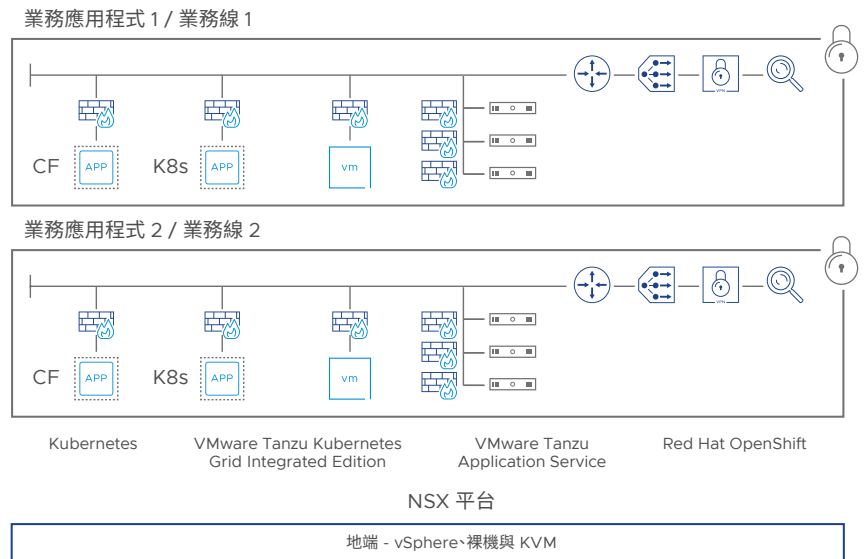 業務應用程式 1 / 業務線 1
CF
APP
K8s
APP
vm
VPN
業務應用程式 2 / 業務線 2
CF
APP
K8s
APP
vm
VPN
Kubernetes
VMware Tanzu Kubernetes
Grid Integrated Edition
VMware Tanzu
Application Service
Red Hat OpenShift
NSX 平台
地端 - vSphere、裸機與 KVM